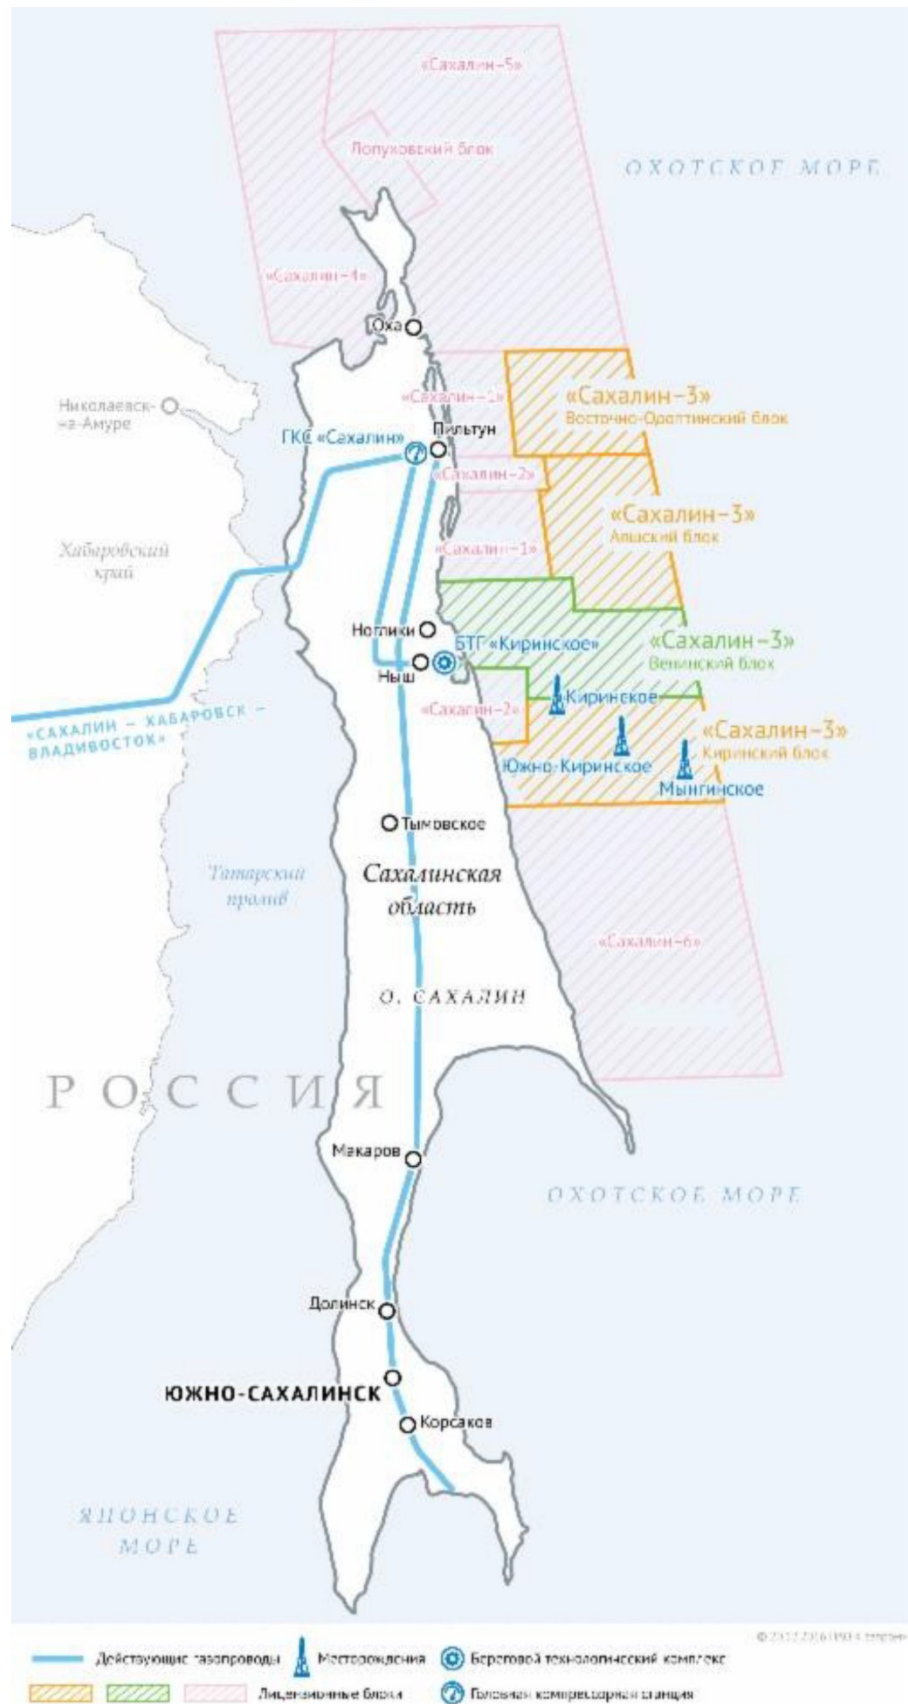 «Сахалин–5»
Лопуховский блок
ОХОТСКОЕ МОРЕ
«Сахалин–4»
Оха
Николаевск-
на-Амуре
«Сахалин–1»
«Сахалин–3»
Восточно-Одоптинский блок
ГКС «Сахалин»
Пильтун
«Сахалин–2»
«Сахалин–3»
Аяшский блок
Хабаровский
край
«Сахалин–1»
Ноглики
БТГ «Киринское»
«Сахалин–3»
Венинский блок
Ныш
«Сахалин–2»
Киринское
«САХАЛИН – ХАБАРОВСК –
ВЛАДИВОСТОК»
«Сахалин–3»
Киринский блок
Южно-Киринское
Мынгинское
Тымовское
Татарский
пролив
Сахалинская
область
«Сахалин–6»
О. САХАЛИН
РОССИЯ
Макаров
ОХОТСКОЕ МОРЕ
Долинск
ЮЖНО-САХАЛИНСК
Корсаков
ЯПОНСКОЕ
МОРЕ
Действующие газопроводы
Месторождения
Береговой технологический комплекс
Лицензионные блоки
Головная компрессорная станция